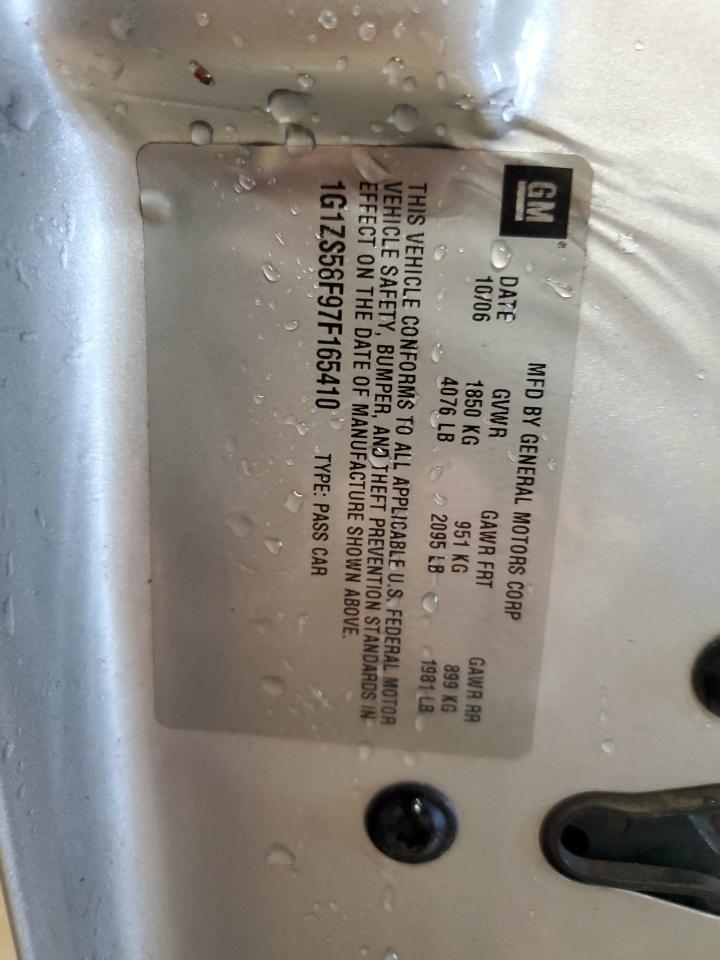 GM
MFD BY GENERAL MOTORS CORP
DATE GVWR GAWR FRT GAWR RR
10/06 1850 KG 951 KG 899 KG
4076 LB 2095 LB 1981 LB
THIS VEHICLE CONFORMS TO ALL APPLICABLE U.S. FEDERAL MOTOR
VEHICLE SAFETY, BUMPER, AND THEFT PREVENTION STANDARDS IN
EFFECT ON THE DATE OF MANUFACTURE SHOWN ABOVE.
1G1ZS58F97F165410 TYPE: PASS CAR